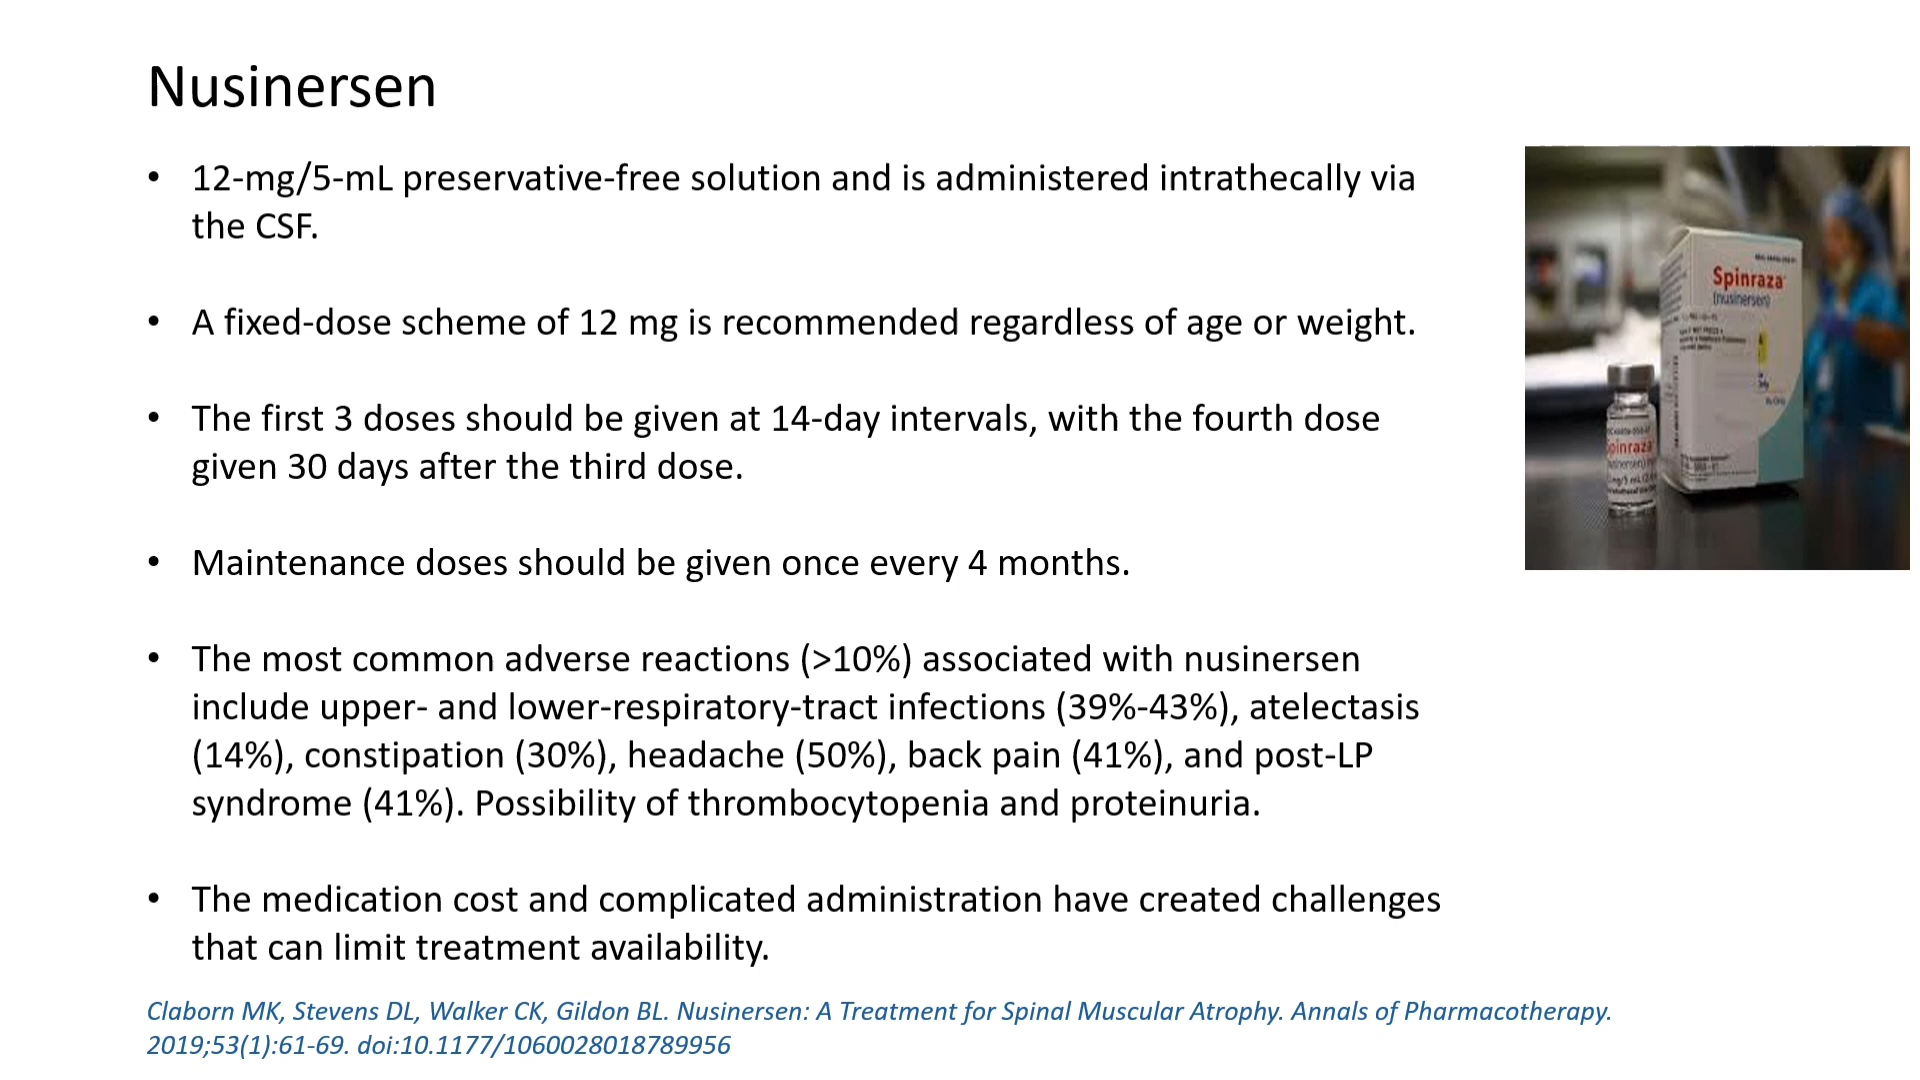 Nusinersen
• 12-mg/5-mL preservative-free solution and is administered intrathecally via
the CSF.
• A fixed-dose scheme of 12 mg is recommended regardless of age or weight.
• The first 3 doses should be given at 14-day intervals, with the fourth dose
given 30 days after the third dose.
• Maintenance doses should be given once every 4 months.
• The most common adverse reactions (>10%) associated with nusinersen
include upper- and lower-respiratory-tract infections (39%-43%), atelectasis
(14%), constipation (30%), headache (50%), back pain (41%), and post-LP
syndrome (41%). Possibility of thrombocytopenia and proteinuria.
• The medication cost and complicated administration have created challenges
that can limit treatment availability.
Claborn MK, Stevens DL, Walker CK, Gildon BL. Nusinersen: A Treatment for Spinal Muscular Atrophy. Annals of Pharmacotherapy.
2019;53(1):61-69. doi:10.1177/1060028018789956
Spinraza
(nusinersen)